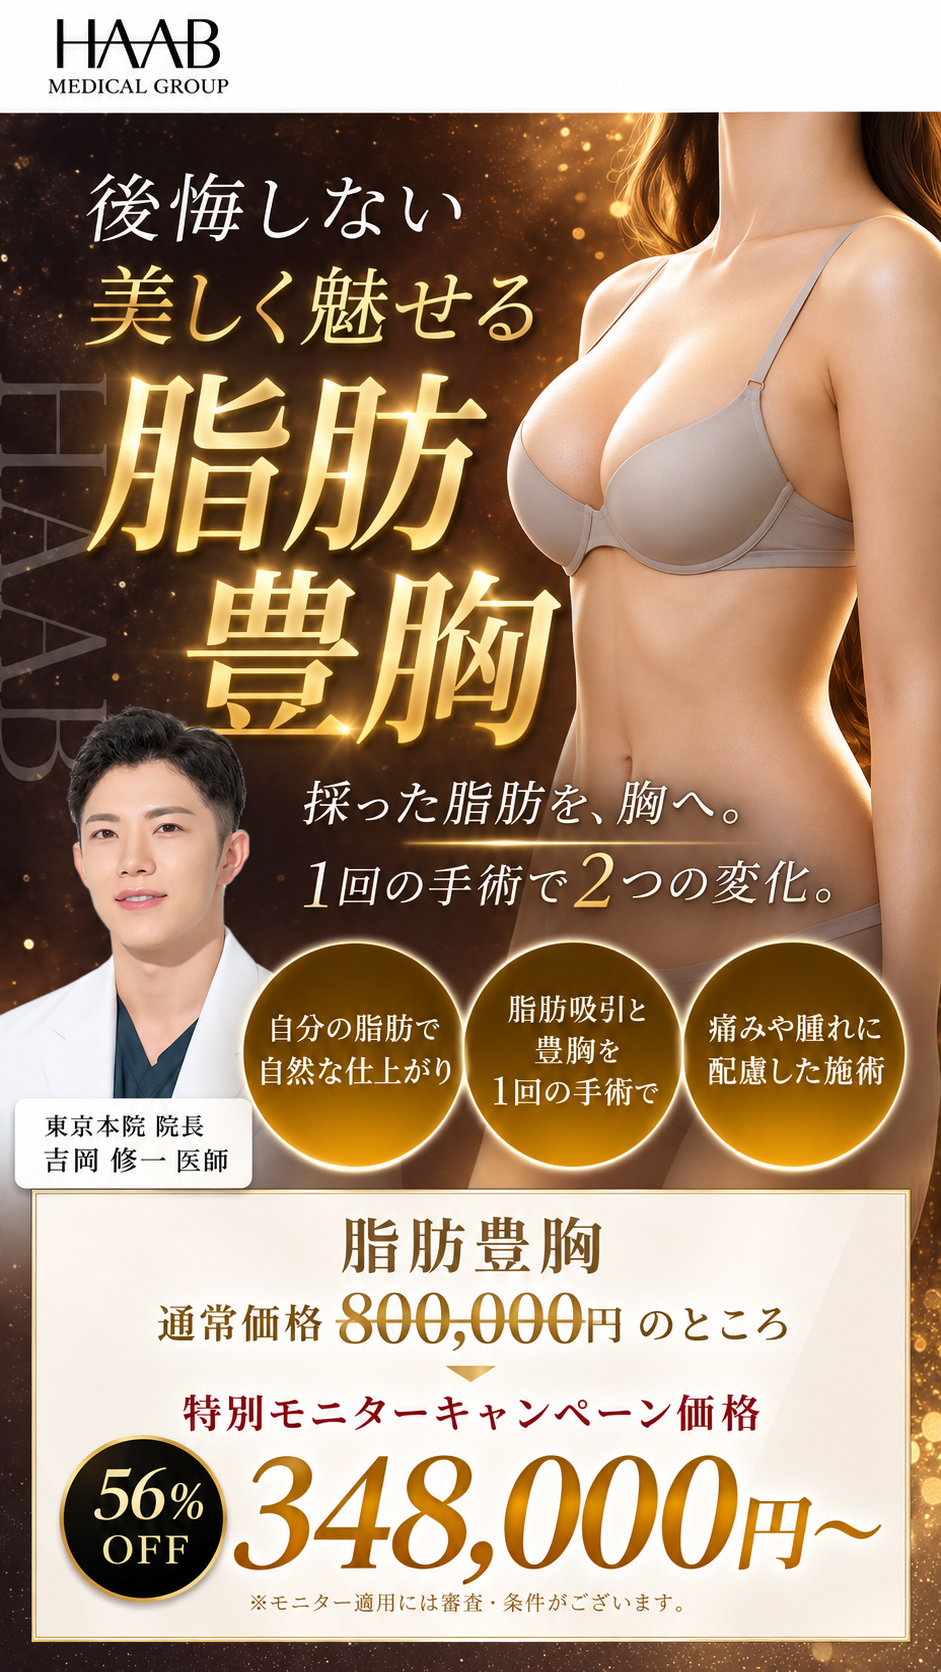 HAAB
MEDICAL GROUP
後悔しない
美しく魅せる
脂肪
豊胸
HAAB
採った脂肪を、胸へ。
1回の手術で2つの変化。
自分の脂肪で
自然な仕上がり
脂肪吸引と
豊胸を
1回の手術で
痛みや腫れに
配慮した施術
東京本院 院長
吉岡 修一 医師
脂肪豊胸
通常価格 800,000円 のところ
特別モニターキャンペーン価格
56%
OFF
348,000円〜
※モニター適用には審査・条件がございます。